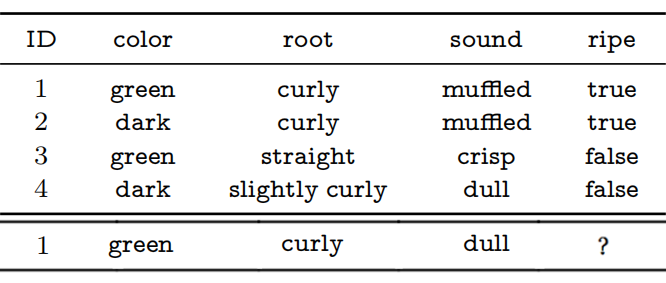 ID color root sound ripe
1 green curly muffled true
2 dark curly muffled true
3 green straight crisp false
4 dark slightly curly dull false
1 green curly dull ?